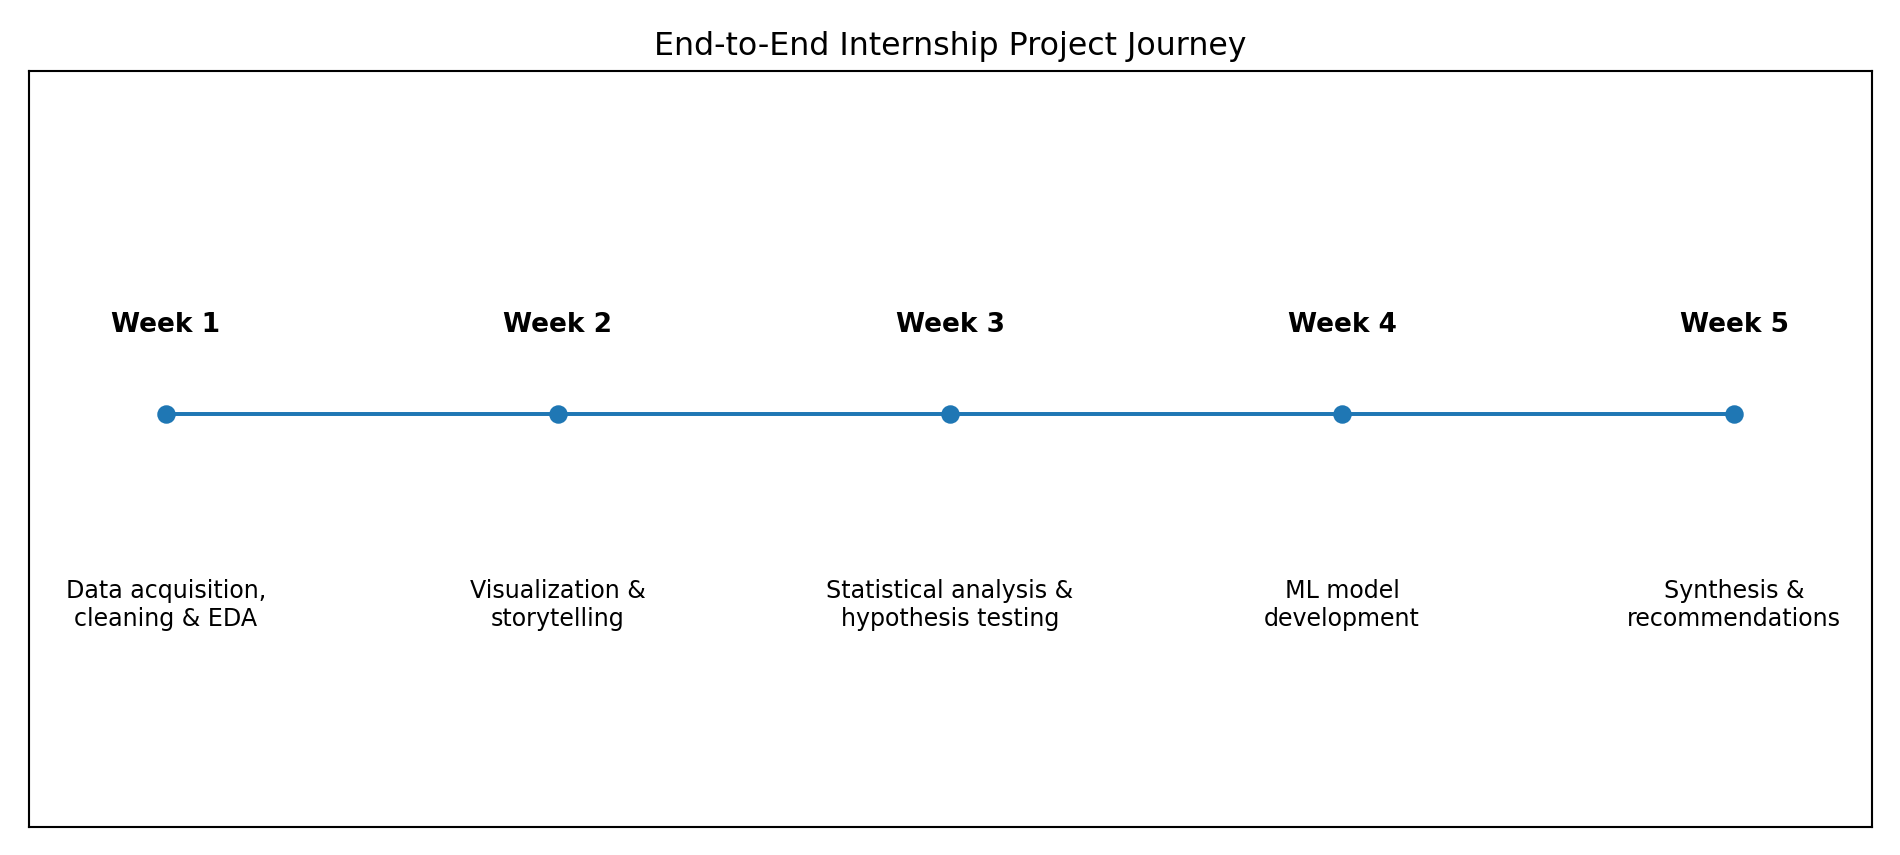 End-to-End Internship Project Journey
Week 1
Week 2
Week 3
Week 4
Week 5
Data acquisition,
cleaning & EDA
Visualization &
storytelling
Statistical analysis &
hypothesis testing
ML model
development
Synthesis &
recommendations